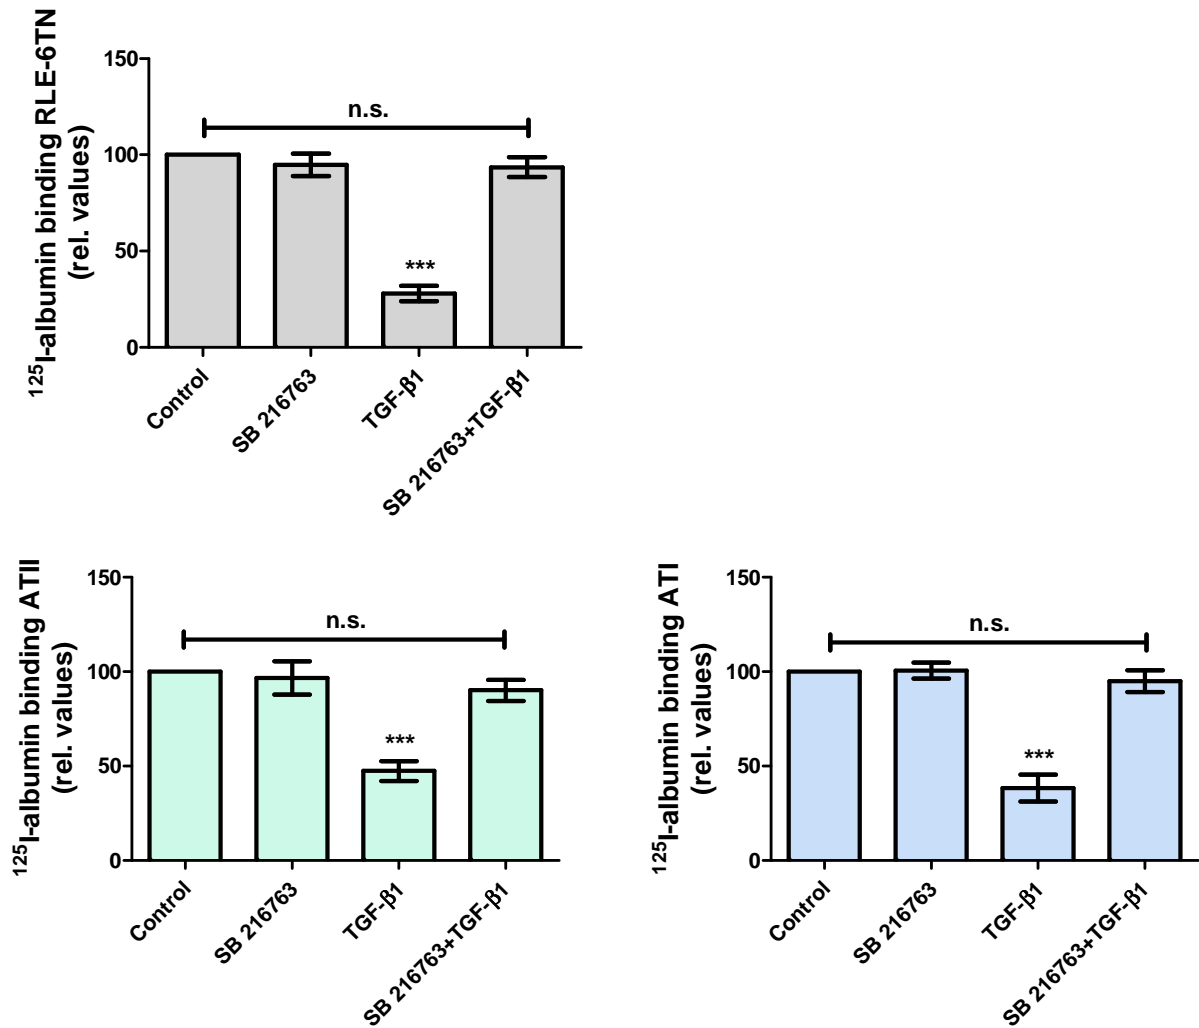 ¹²⁵I-albumin binding RLE-6TN
(rel. values)
150
100
50
0
n.s.
***
Control
SB 216763
TGF-β1
SB 216763+TGF-β1
¹²⁵I-albumin binding ATII
(rel. values)
150
100
50
0
n.s.
***
Control
SB 216763
TGF-β1
SB 216763+TGF-β1
¹²⁵I-albumin binding ATI
(rel. values)
150
100
50
0
n.s.
***
Control
SB 216763
TGF-β1
SB 216763+TGF-β1